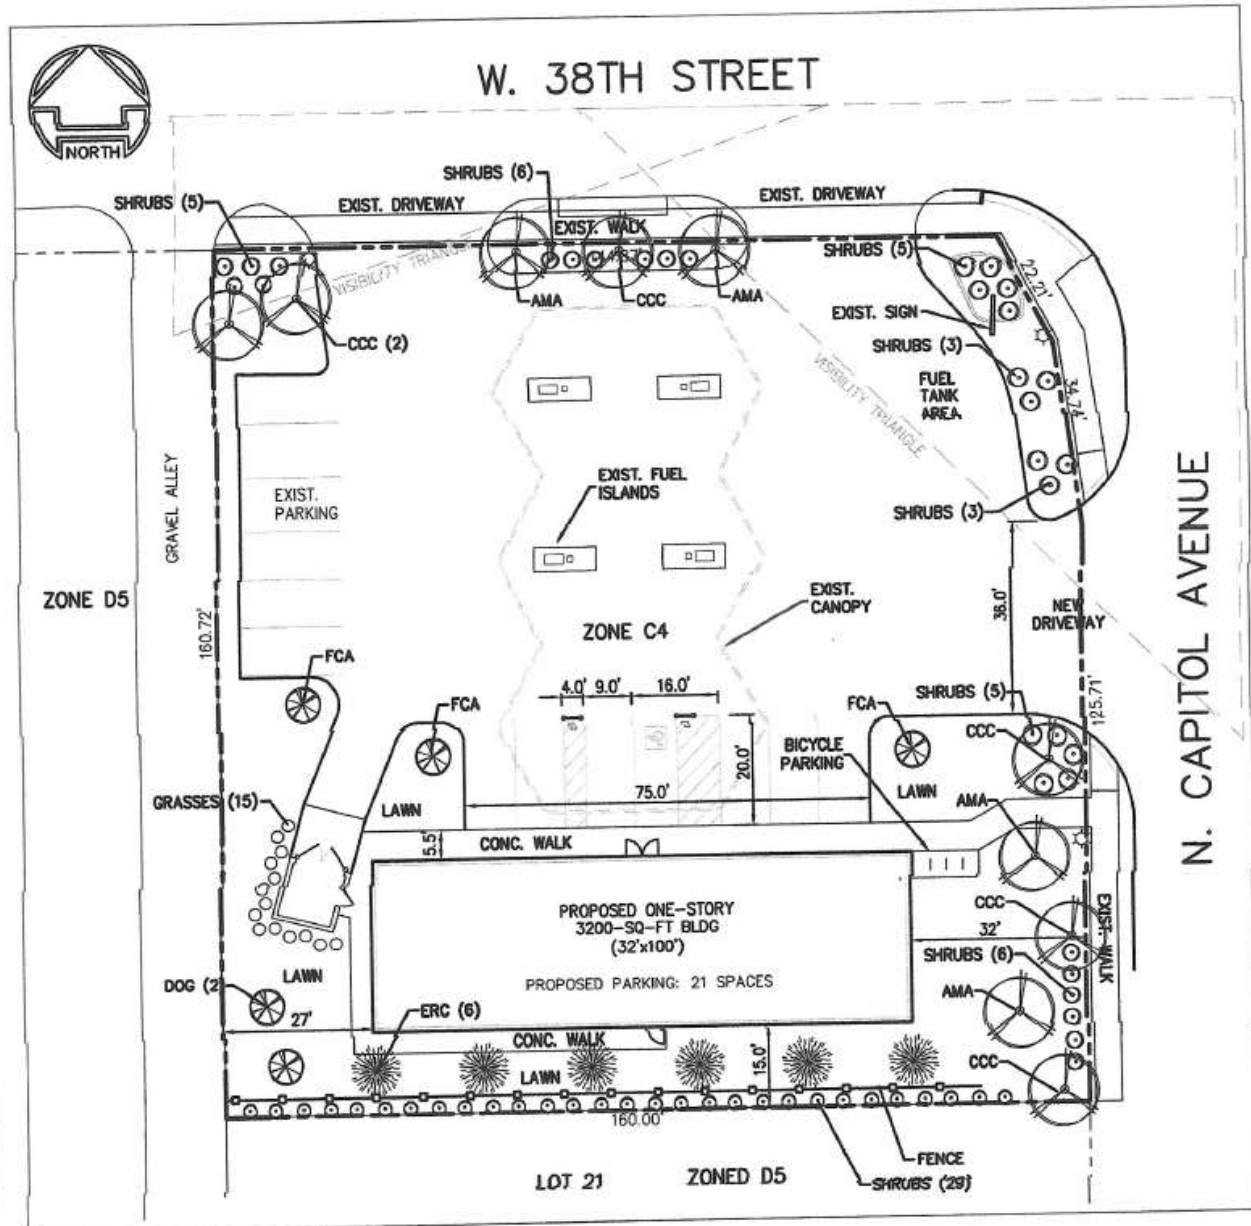 W. 38TH STREET
NORTH
SHRUBS (6)
SHRUBS (5)
EXIST. DRIVEWAY
EXIST. DRIVEWAY
EXIST. WALK
SHRUBS (5)
VISIBILITY TRIANGLE
22.21'
AMA
CCC
AMA
EXIST. SIGN
CCC (2)
SHRUBS (3)
VISIBILITY TRIANGLE
FUEL
TANK
AREA
34.74'
GRAVEL ALLEY
EXIST.
PARKING
EXIST. FUEL
ISLANDS
SHRUBS (3)
N. CAPITOL AVENUE
ZONE D5
EXIST.
CANOPY
36.0'
NEW
DRIVEWAY
ZONE C4
160.72'
FCA
4.0'
9.0'
16.0'
SHRUBS (5)
125.71'
FCA
FCA
CCC
BICYCLE
PARKING
20.0'
75.0'
LAWN
GRASSES (15)
LAWN
AMA
5.5'
CONC. WALK
PROPOSED ONE-STORY
3200-SQ-FT BLDG
(32'x100')
CCC
EXIST. WALK
32'
SHRUBS (6)
LAWN
PROPOSED PARKING: 21 SPACES
DOG (2
AMA
ERC (6)
27'
CONC. WALK
15.0'
CCC
LAWN
160.00'
FENCE
LOT 21
ZONED D5
SHRUBS (29)